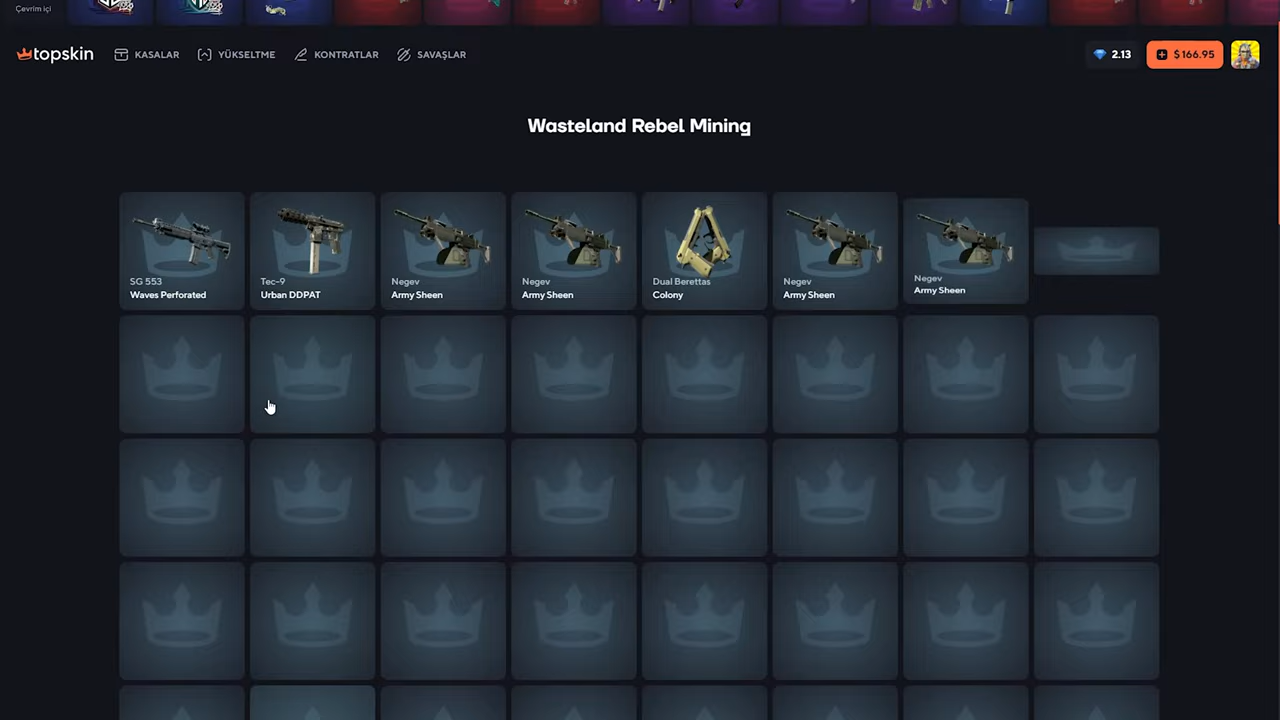 Çevrim içi
topskin
KASALAR
YÜKSELTME
KONTRATLAR
SAVAŞLAR
2.13
$ 166.95
Wasteland Rebel Mining
SG 553
Waves Perforated
Tec-9
Urban DDPAT
Negev
Army Sheen
Negev
Army Sheen
Dual Berettas
Colony
Negev
Army Sheen
Negev
Army Sheen